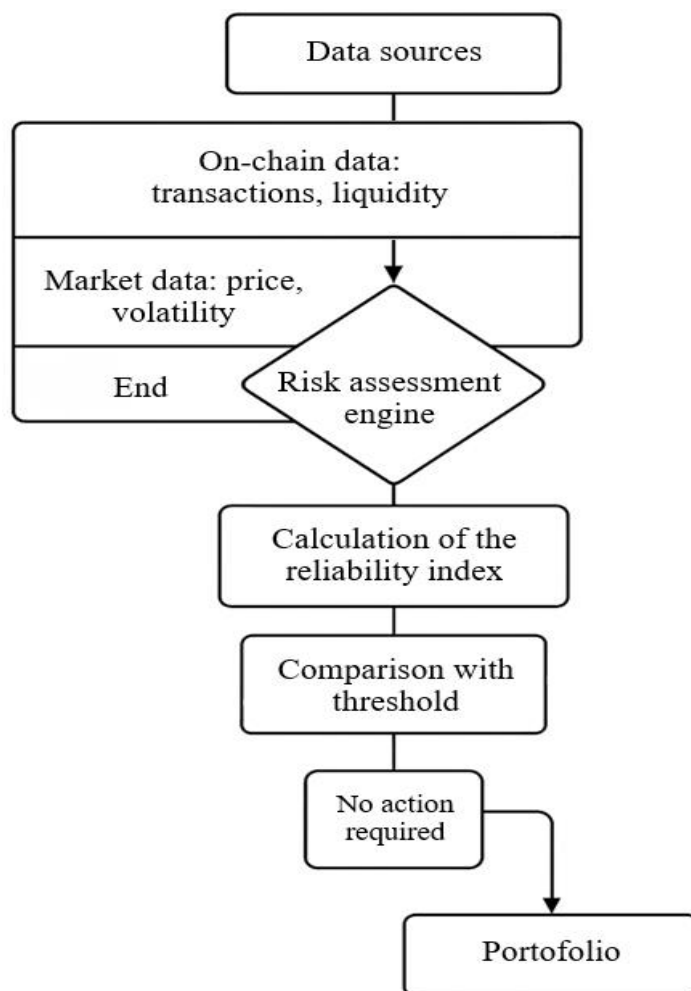 Data sources
On-chain data:
transactions, liquidity
Market data: price,
volatility
End
Risk assessment
engine
Calculation of the
reliability index
Comparison with
threshold
No action
required
Portofolio